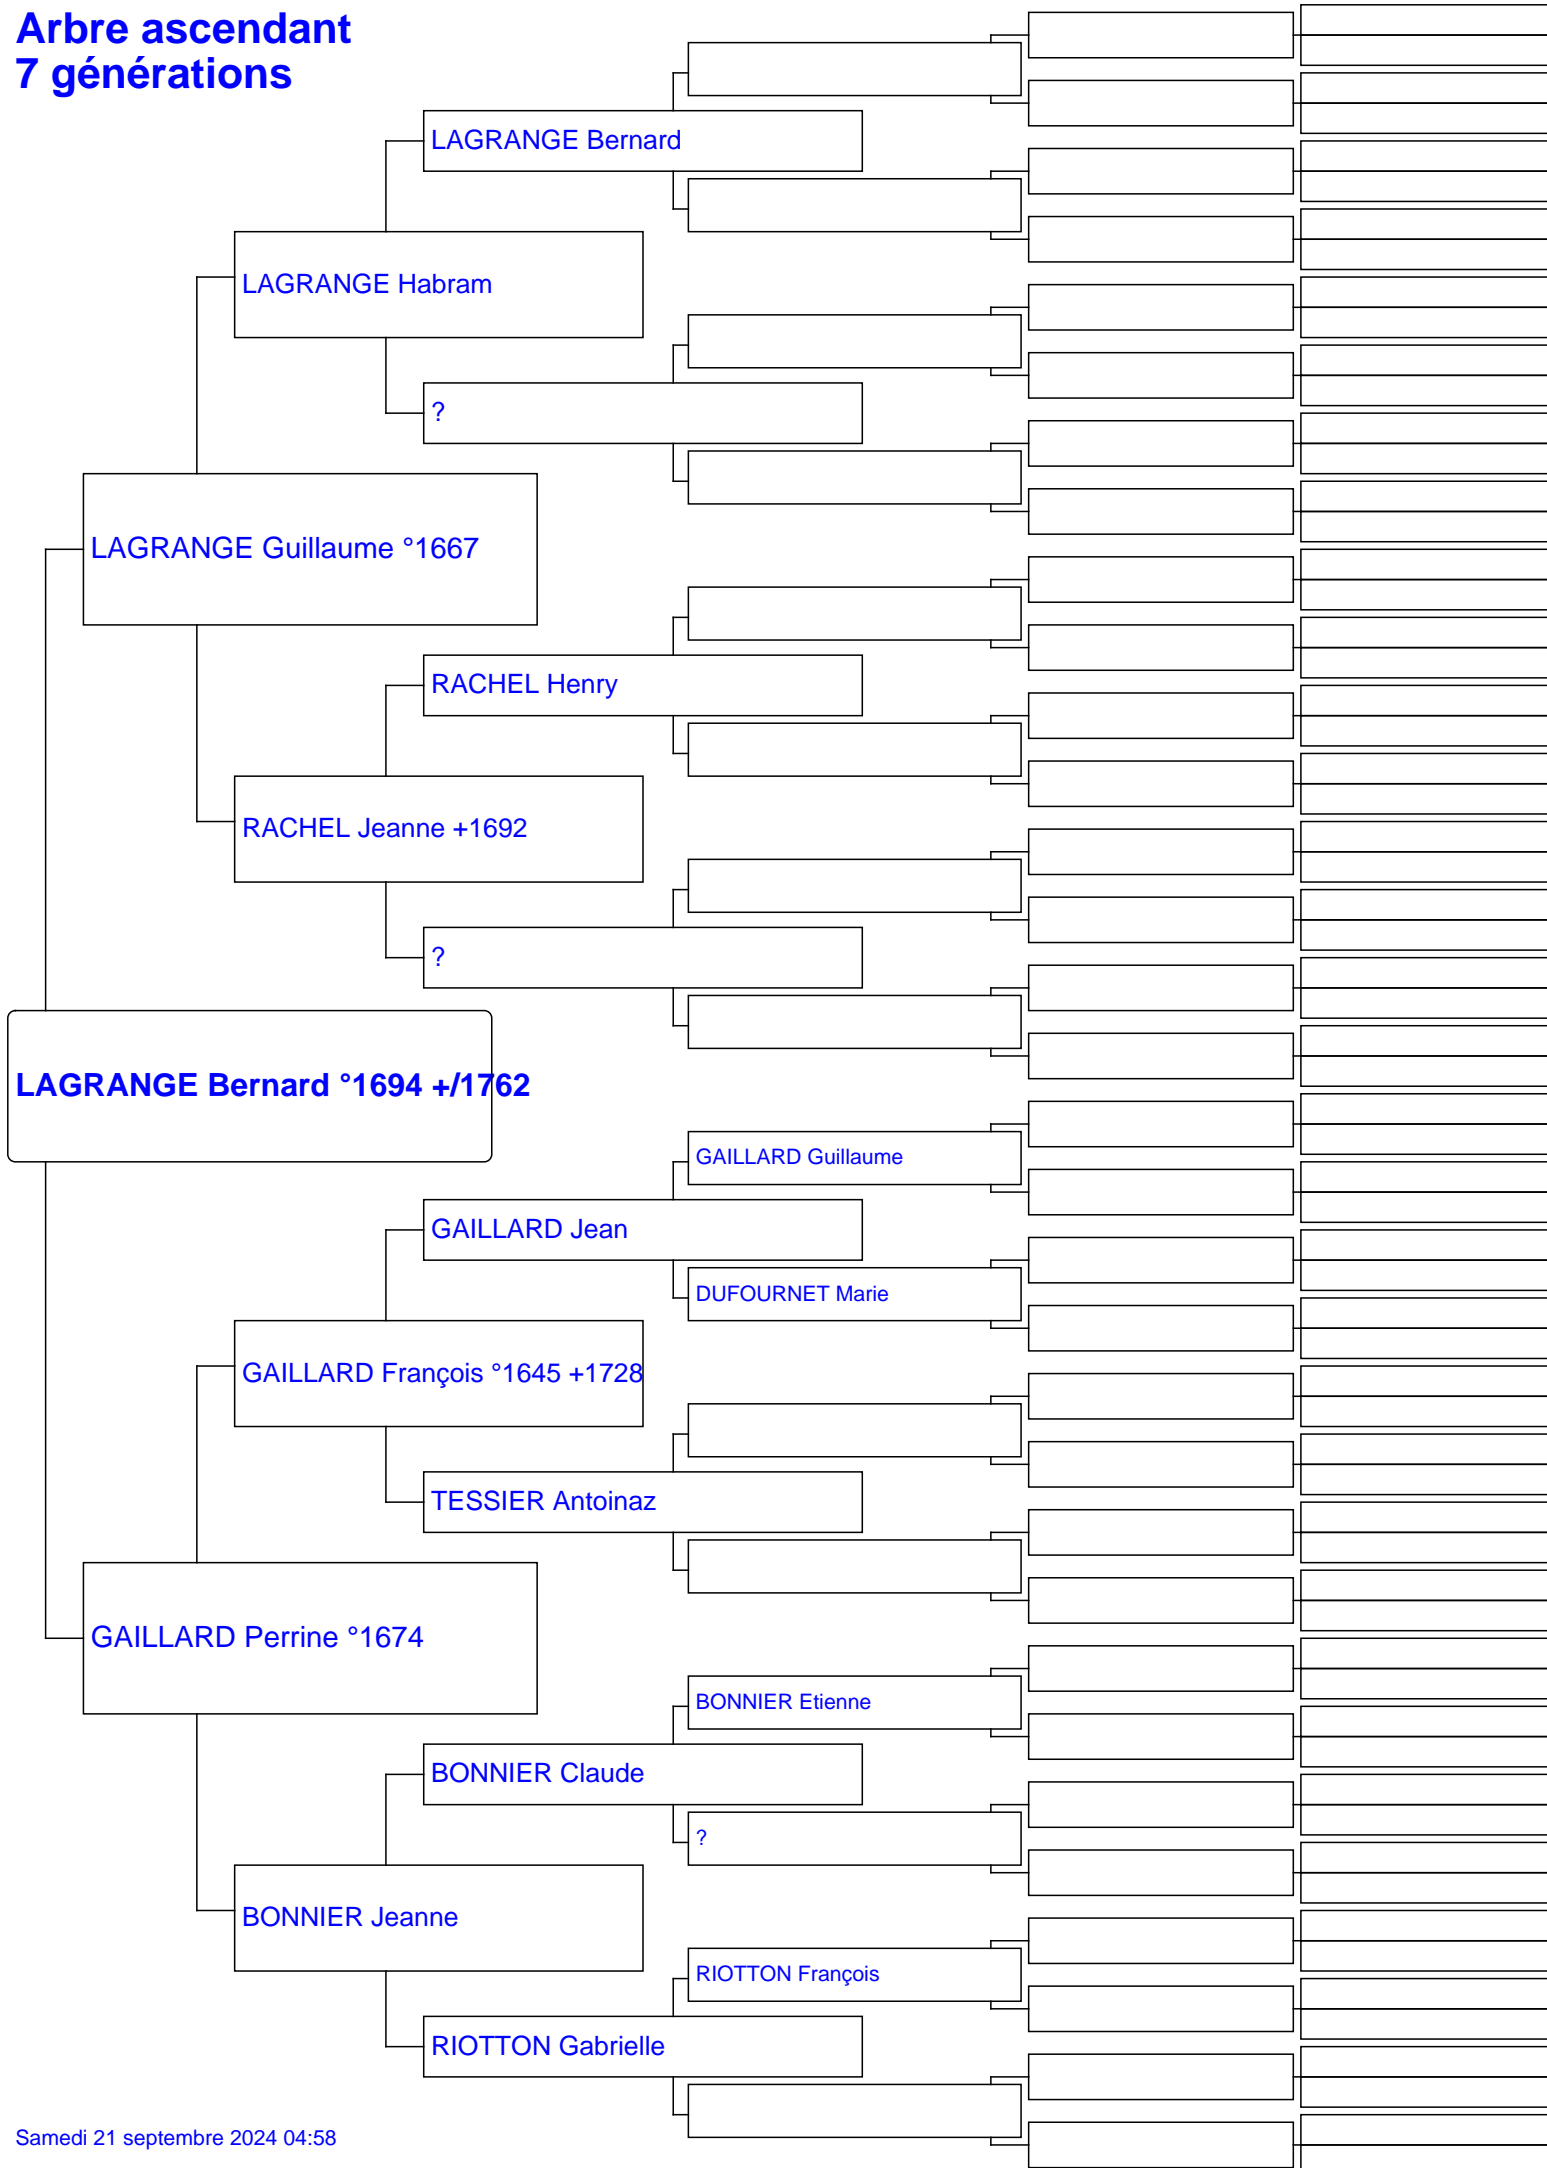 Arbre ascendant
7 générations
LAGRANGE Bernard
LAGRANGE Habram
?
LAGRANGE Guillaume °1667
RACHEL Henry
RACHEL Jeanne +1692
?
LAGRANGE Bernard °1694 +/1762
GAILLARD Guillaume
GAILLARD Jean
DUFOURNET Marie
GAILLARD François °1645 +1728
TESSIER Antoinaz
GAILLARD Perrine °1674
BONNIER Etienne
BONNIER Claude
?
BONNIER Jeanne
RIOTTON François
RIOTTON Gabrielle
Samedi 21 septembre 2024 04:58